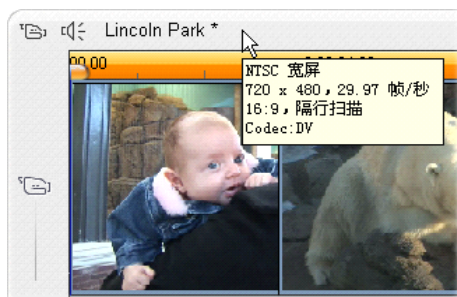 Lincoln Park *
00.00
NTSC 宽屏
720 x 480，29.97 帧/秒
16:9，隔行扫描
Codec:DV